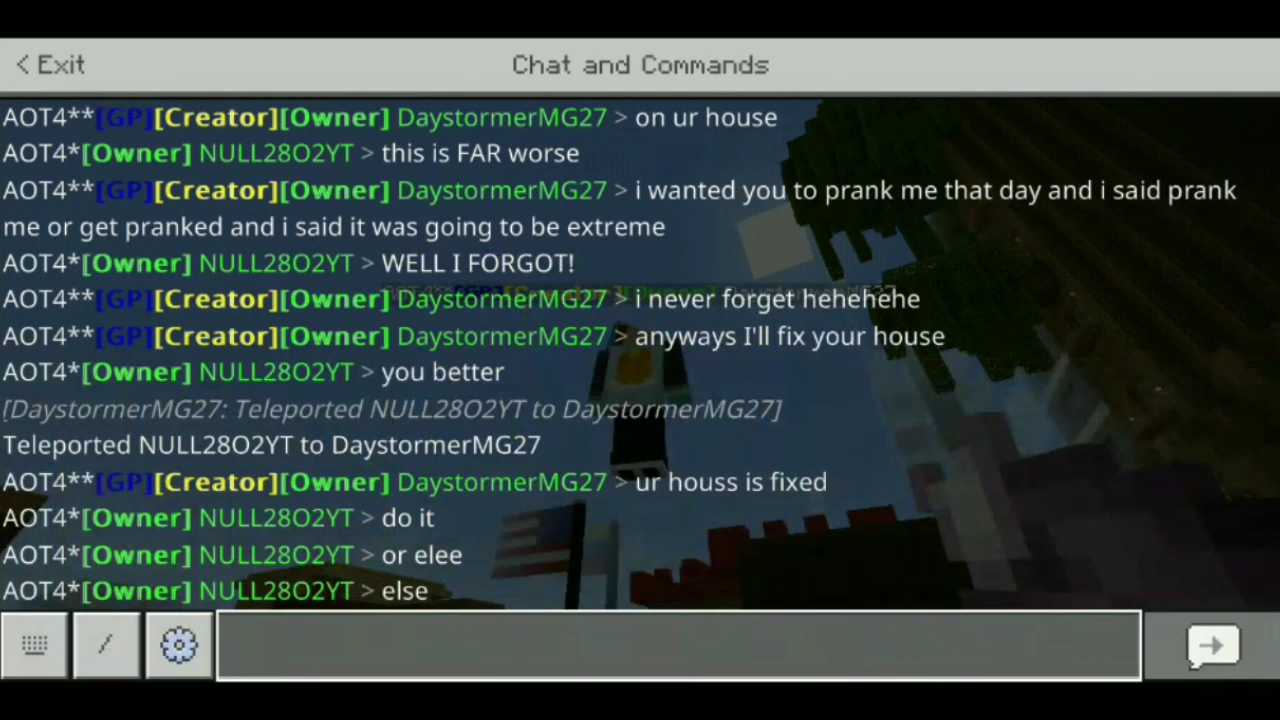 < Exit
Chat and Commands
AOT4**[GP][Creator][Owner] DaystormerMG27 > on ur house
AOT4*[Owner] NULL28O2YT > this is FAR worse
AOT4**[GP][Creator][Owner] DaystormerMG27 > i wanted you to prank me that day and i said prank
me or get pranked and i said it was going to be extreme
AOT4*[Owner] NULL28O2YT > WELL I FORGOT!
AOT4**[GP][Creator][Owner] DaystormerMG27 > i never forget hehehehe
AOT4**[GP][Creator][Owner] DaystormerMG27 > anyways I'll fix your house
AOT4*[Owner] NULL28O2YT > you better
[DaystormerMG27: Teleported NULL28O2YT to DaystormerMG27]
Teleported NULL28O2YT to DaystormerMG27
AOT4**[GP][Creator][Owner] DaystormerMG27 > ur houss is fixed
AOT4*[Owner] NULL28O2YT > do it
AOT4*[Owner] NULL28O2YT > or elee
AOT4*[Owner] NULL28O2YT > else
/